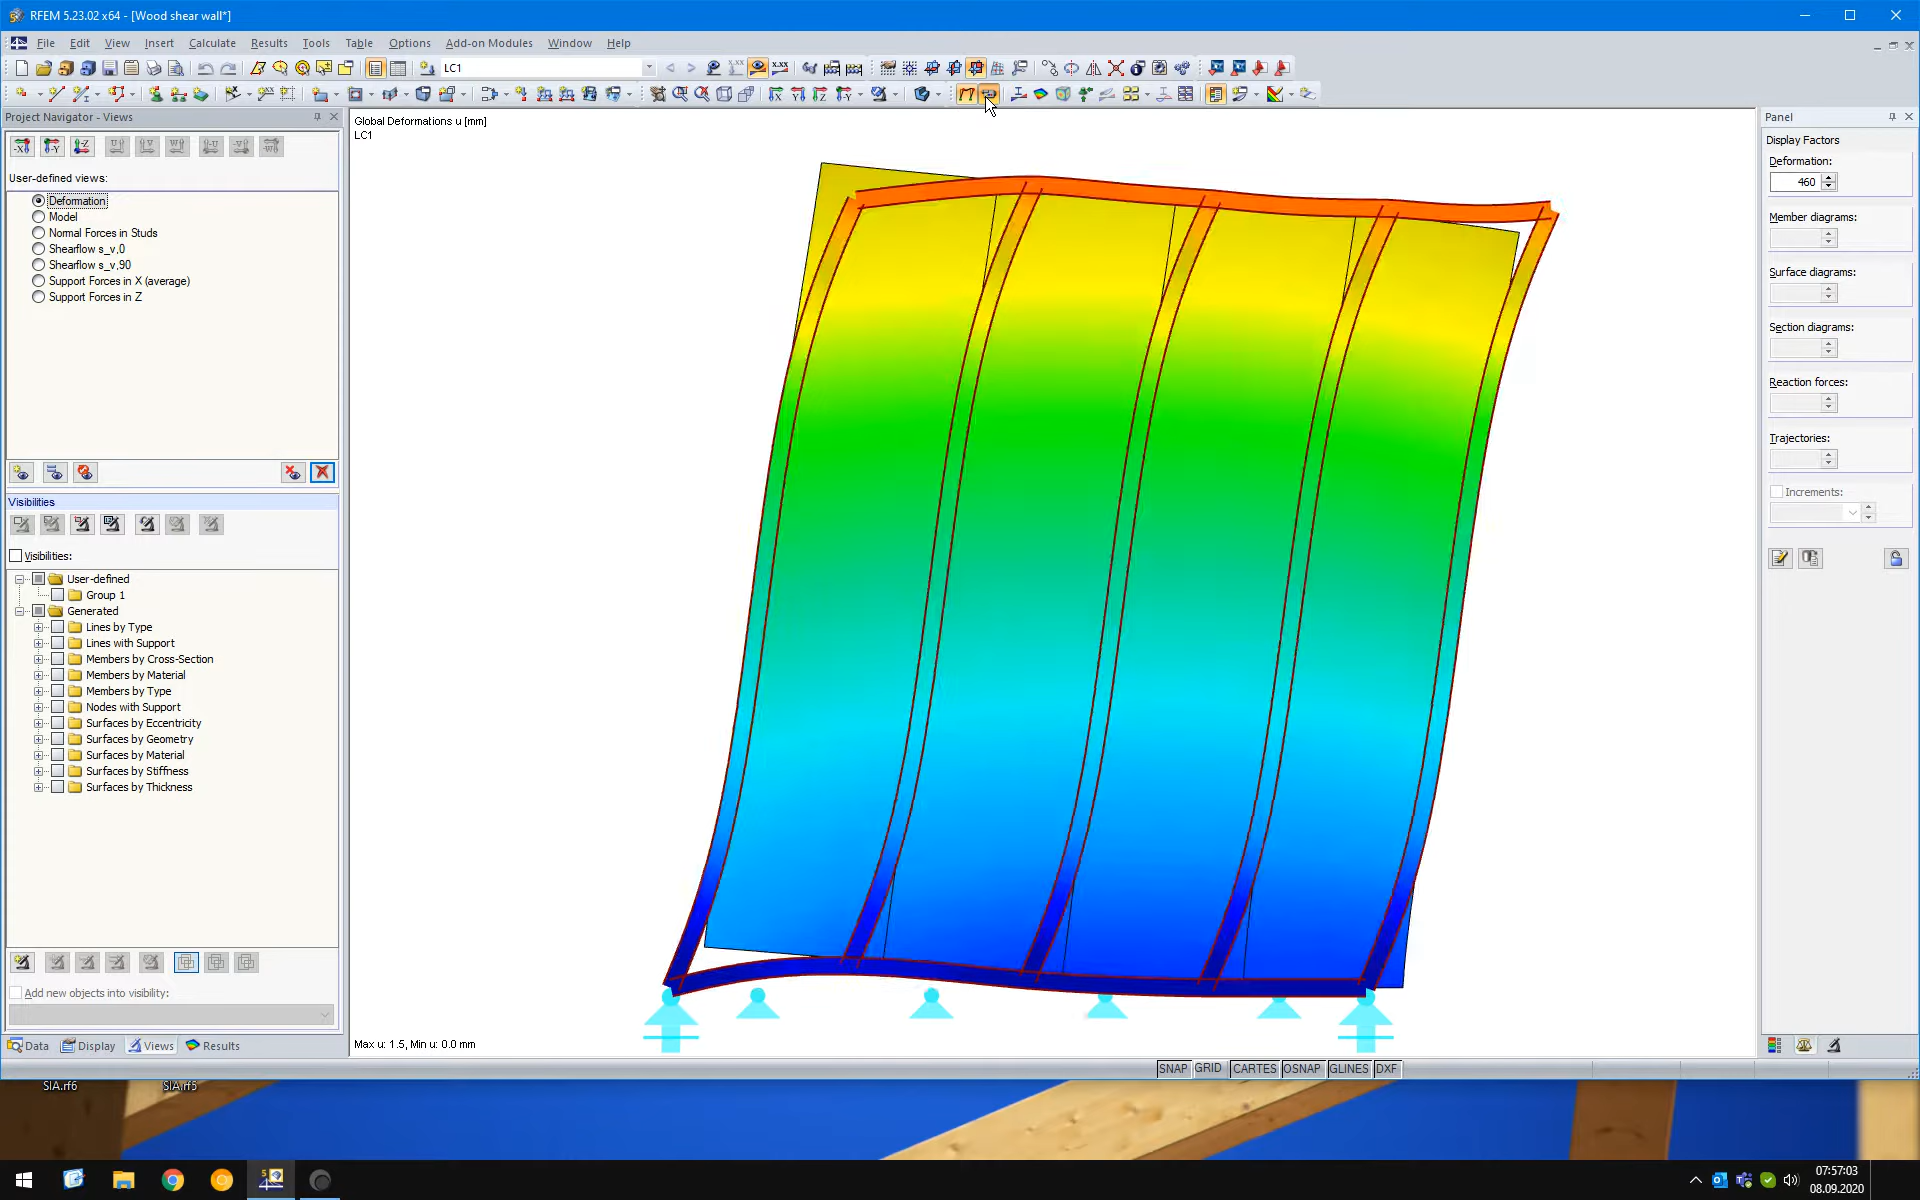 RFEM 5.23.02 x64 - [Wood shear wall*]
File Edit View Insert Calculate Results Tools Table Options Add-on Modules Window Help
LC1
Project Navigator - Views
User-defined views:
Deformation
Model
Normal Forces in Studs
Shearflow s_v,0
Shearflow s_v,90
Support Forces in X (average)
Support Forces in Z
Visibilities
Visibilities:
User-defined
Group 1
Generated
Lines by Type
Lines with Support
Members by Cross-Section
Members by Material
Members by Type
Nodes with Support
Surfaces by Eccentricity
Surfaces by Geometry
Surfaces by Material
Surfaces by Stiffness
Surfaces by Thickness
Add new objects into visibility:
Data Display Views Results
Global Deformations u [mm]
LC1
Max u: 1.5, Min u: 0.0 mm
Panel
Display Factors
Deformation:
460
Member diagrams:
Surface diagrams:
Section diagrams:
Reaction forces:
Trajectories:
Increments:
SNAP GRID CARTES OSNAP GLINES DXF
SIA.rf6 SIA.rf5
07:57:03
08.09.2020